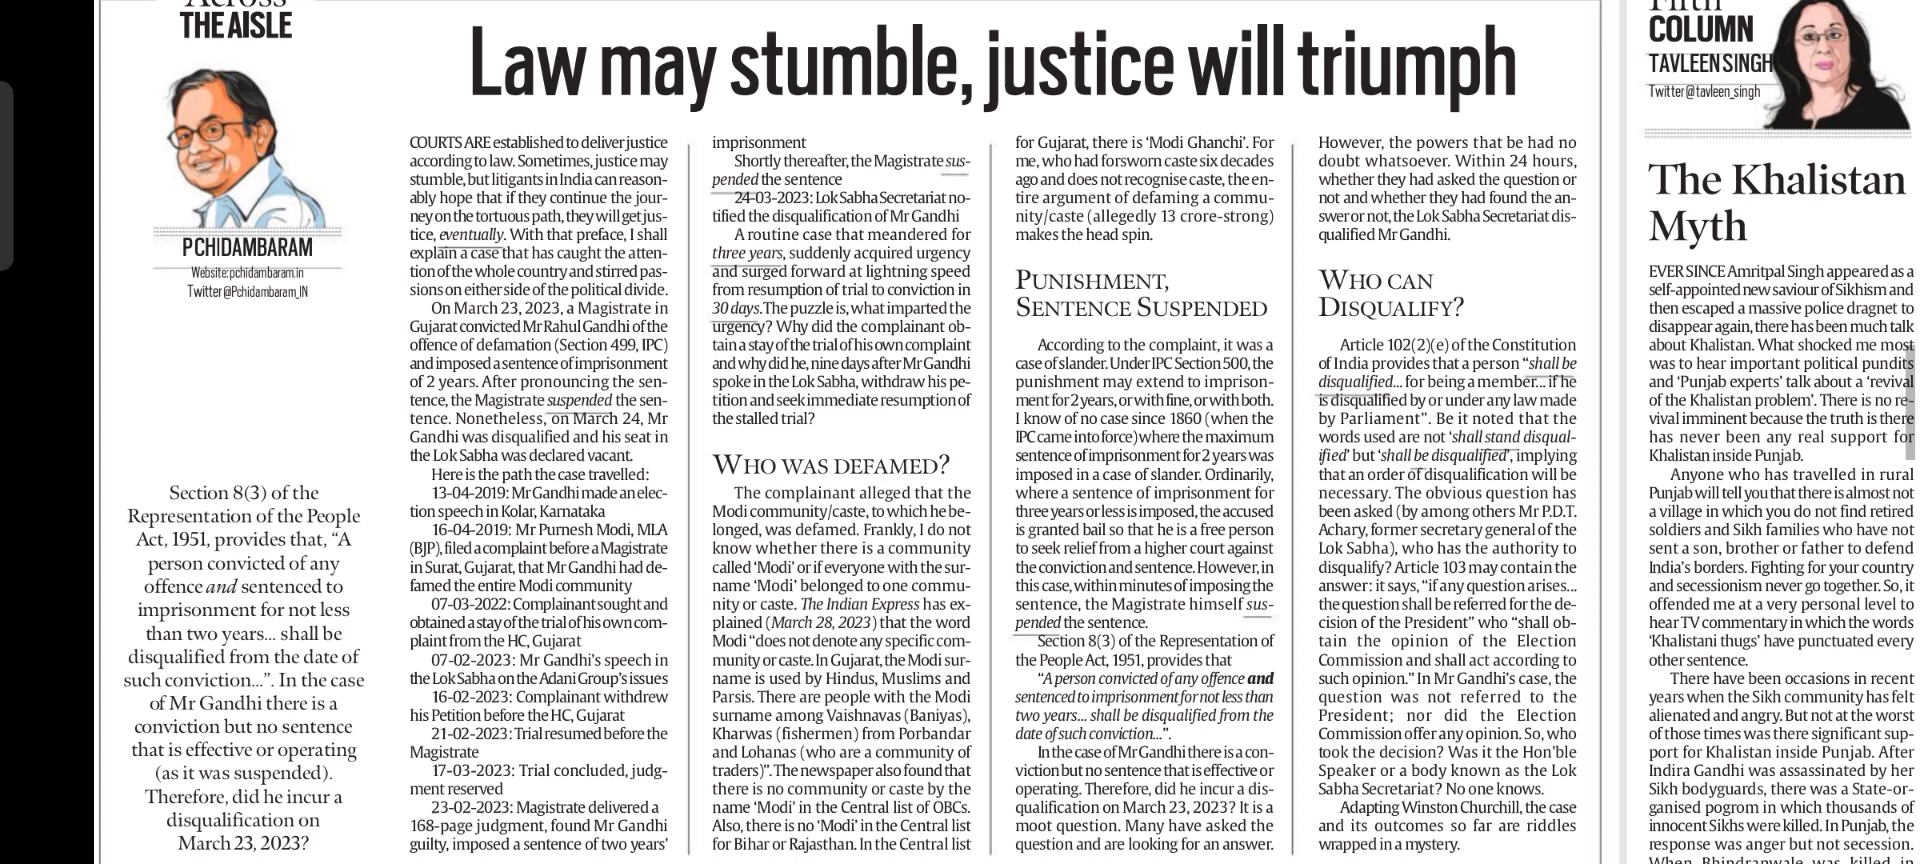 Across
THE AISLE
P CHIDAMBARAM
Website: pchidambaram.in
Twitter @Pchidambaram_IN
Section 8(3) of the
Representation of the People
Act, 1951, provides that, “A
person convicted of any
offence and sentenced to
imprisonment for not less
than two years... shall be
disqualified from the date of
such conviction...”. In the case
of Mr Gandhi there is a
conviction but no sentence
that is effective or operating
(as it was suspended).
Therefore, did he incur a
disqualification on
March 23, 2023?
Law may stumble, justice will triumph
COURTS ARE established to deliver justice
according to law. Sometimes, justice may
stumble, but litigants in India can reason-
ably hope that if they continue the jour-
ney on the tortuous path, they will get jus-
tice, eventually. With that preface, I shall
explain a case that has caught the atten-
tion of the whole country and stirred pas-
sions on either side of the political divide.
On March 23, 2023, a Magistrate in
Gujarat convicted Mr Rahul Gandhi of the
offence of defamation (Section 499, IPC)
and imposed a sentence of imprisonment
of 2 years. After pronouncing the sen-
tence, the Magistrate suspended the sen-
tence. Nonetheless, on March 24, Mr
Gandhi was disqualified and his seat in
the Lok Sabha was declared vacant.
Here is the path the case travelled:
13-04-2019: Mr Gandhi made an elec-
tion speech in Kolar, Karnataka
16-04-2019: Mr Purnesh Modi, MLA
(BJP), filed a complaint before a Magistrate
in Surat, Gujarat, that Mr Gandhi had de-
famed the entire Modi community
07-03-2022: Complainant sought and
obtained a stay of the trial of his own com-
plaint from the HC, Gujarat
07-02-2023: Mr Gandhi’s speech in
the Lok Sabha on the Adani Group’s issues
16-02-2023: Complainant withdrew
his Petition before the HC, Gujarat
21-02-2023: Trial resumed before the
Magistrate
17-03-2023: Trial concluded, judg-
ment reserved
23-02-2023: Magistrate delivered a
168-page judgment, found Mr Gandhi
guilty, imposed a sentence of two years’
imprisonment
Shortly thereafter, the Magistrate sus-
pended the sentence
24-03-2023: Lok Sabha Secretariat no-
tified the disqualification of Mr Gandhi
A routine case that meandered for
three years, suddenly acquired urgency
and surged forward at lightning speed
from resumption of trial to conviction in
30 days. The puzzle is, what imparted the
urgency? Why did the complainant ob-
tain a stay of the trial of his own complaint
and why did he, nine days after Mr Gandhi
spoke in the Lok Sabha, withdraw his pe-
tition and seek immediate resumption of
the stalled trial?
WHO WAS DEFAMED?
The complainant alleged that the
Modi community/caste, to which he be-
longed, was defamed. Frankly, I do not
know whether there is a community
called ‘Modi’ or if everyone with the sur-
name ‘Modi’ belonged to one commu-
nity or caste. The Indian Express has ex-
plained (March 28, 2023) that the word
Modi “does not denote any specific com-
munity or caste. In Gujarat, the Modi sur-
name is used by Hindus, Muslims and
Parsis. There are people with the Modi
surname among Vaishnavas (Baniyas),
Kharwas (fishermen) from Porbandar
and Lohanas (who are a community of
traders)”. The newspaper also found that
there is no community or caste by the
name ‘Modi’ in the Central list of OBCs.
Also, there is no ‘Modi’ in the Central list
for Bihar or Rajasthan. In the Central list
for Gujarat, there is ‘Modi Ghanchi’. For
me, who had forsworn caste six decades
ago and does not recognise caste, the en-
tire argument of defaming a commu-
nity/caste (allegedly 13 crore-strong)
makes the head spin.
PUNISHMENT,
SENTENCE SUSPENDED
According to the complaint, it was a
case of slander. Under IPC Section 500, the
punishment may extend to imprison-
ment for 2 years, or with fine, or with both.
I know of no case since 1860 (when the
IPC came into force) where the maximum
sentence of imprisonment for 2 years was
imposed in a case of slander. Ordinarily,
where a sentence of imprisonment for
three years or less is imposed, the accused
is granted bail so that he is a free person
to seek relief from a higher court against
the conviction and sentence. However, in
this case, within minutes of imposing the
sentence, the Magistrate himself sus-
pended the sentence.
Section 8(3) of the Representation of
the People Act, 1951, provides that
“A person convicted of any offence and
sentenced to imprisonment for not less than
two years... shall be disqualified from the
date of such conviction...”.
In the case of Mr Gandhi there is a con-
viction but no sentence that is effective or
operating. Therefore, did he incur a dis-
qualification on March 23, 2023? It is a
moot question. Many have asked the
question and are looking for an answer.
However, the powers that be had no
doubt whatsoever. Within 24 hours,
whether they had asked the question or
not and whether they had found the an-
swer or not, the Lok Sabha Secretariat dis-
qualified Mr Gandhi.
WHO CAN
DISQUALIFY?
Article 102(2)(e) of the Constitution
of India provides that a person “shall be
disqualified... for being a member... if he
is disqualified by or under any law made
by Parliament”. Be it noted that the
words used are not ‘shall stand disqual-
ified’ but ‘shall be disqualified’, implying
that an order of disqualification will be
necessary. The obvious question has
been asked (by among others Mr P.D.T.
Achary, former secretary general of the
Lok Sabha), who has the authority to
disqualify? Article 103 may contain the
answer: it says, “if any question arises...
the question shall be referred for the de-
cision of the President” who “shall ob-
tain the opinion of the Election
Commission and shall act according to
such opinion.” In Mr Gandhi’s case, the
question was not referred to the
President; nor did the Election
Commission offer any opinion. So, who
took the decision? Was it the Hon’ble
Speaker or a body known as the Lok
Sabha Secretariat? No one knows.
Adapting Winston Churchill, the case
and its outcomes so far are riddles
wrapped in a mystery.
Fifth
COLUMN
TAVLEEN SINGH
Twitter @tavleen_singh
The Khalistan
Myth
EVER SINCE Amritpal Singh appeared as a
self-appointed new saviour of Sikhism and
then escaped a massive police dragnet to
disappear again, there has been much talk
about Khalistan. What shocked me most
was to hear important political pundits
and ‘Punjab experts’ talk about a ‘revival
of the Khalistan problem’. There is no re-
vival imminent because the truth is there
has never been any real support for
Khalistan inside Punjab.
Anyone who has travelled in rural
Punjab will tell you that there is almost not
a village in which you do not find retired
soldiers and Sikh families who have not
sent a son, brother or father to defend
India’s borders. Fighting for your country
and secessionism never go together. So, it
offended me at a very personal level to
hear TV commentary in which the words
‘Khalistani thugs’ have punctuated every
other sentence.
There have been occasions in recent
years when the Sikh community has felt
alienated and angry. But not at the worst
of those times was there significant sup-
port for Khalistan inside Punjab. After
Indira Gandhi was assassinated by her
Sikh bodyguards, there was a State-or-
ganised pogrom in which thousands of
innocent Sikhs were killed. In Punjab, the
response was anger but not secession.
When Bhindranwale was killed in